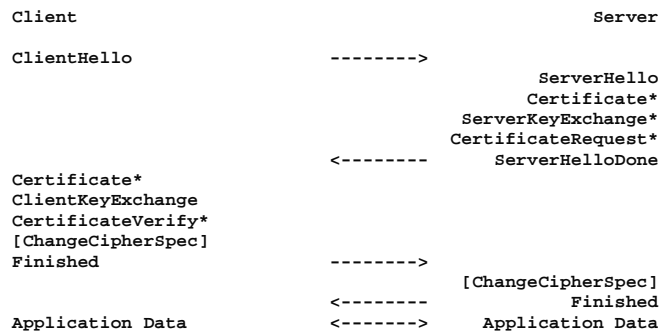 Client Server
ClientHello -------->
ServerHello
Certificate*
ServerKeyExchange*
CertificateRequest*
<-------- ServerHelloDone
Certificate*
ClientKeyExchange
CertificateVerify*
[ChangeCipherSpec]
Finished -------->
[ChangeCipherSpec]
<-------- Finished
Application Data <-------> Application Data